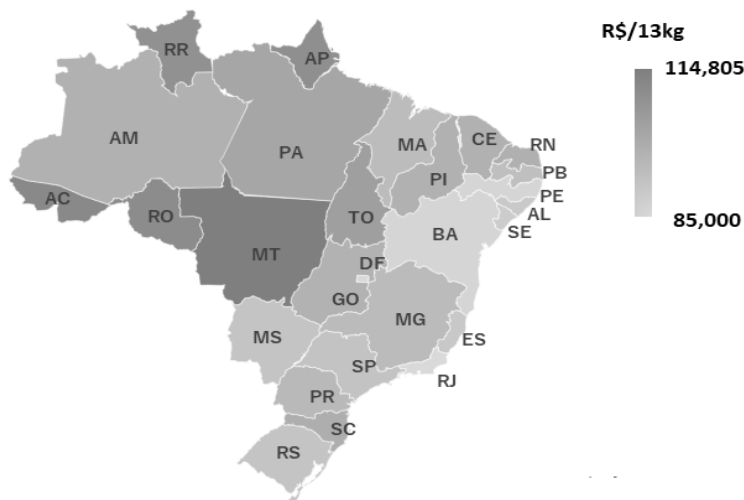 R$/13kg
114,805
85,000
RR
AP
AM
PA
MA
CE
RN
PB
PE
AL
SE
PI
AC
RO
TO
BA
MT
DF
GO
MG
ES
MS
SP
RJ
PR
SC
RS